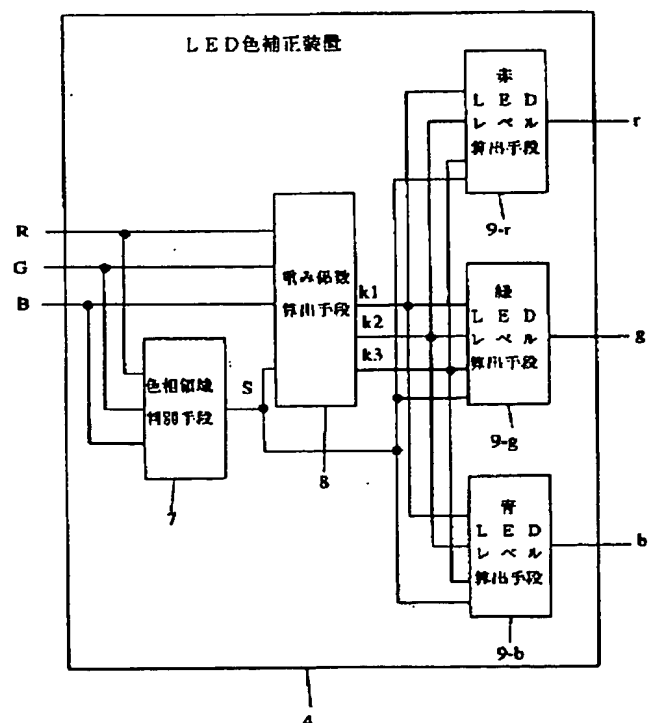 LED色補正装置
赤
LED
レベル
算出手段
r
9-r
R
G
B
重み係数
算出手段
k1
k2
k3
8
色相領域
判別手段
S
7
緑
LED
レベル
算出手段
g
9-g
青
LED
レベル
算出手段
b
9-b
4